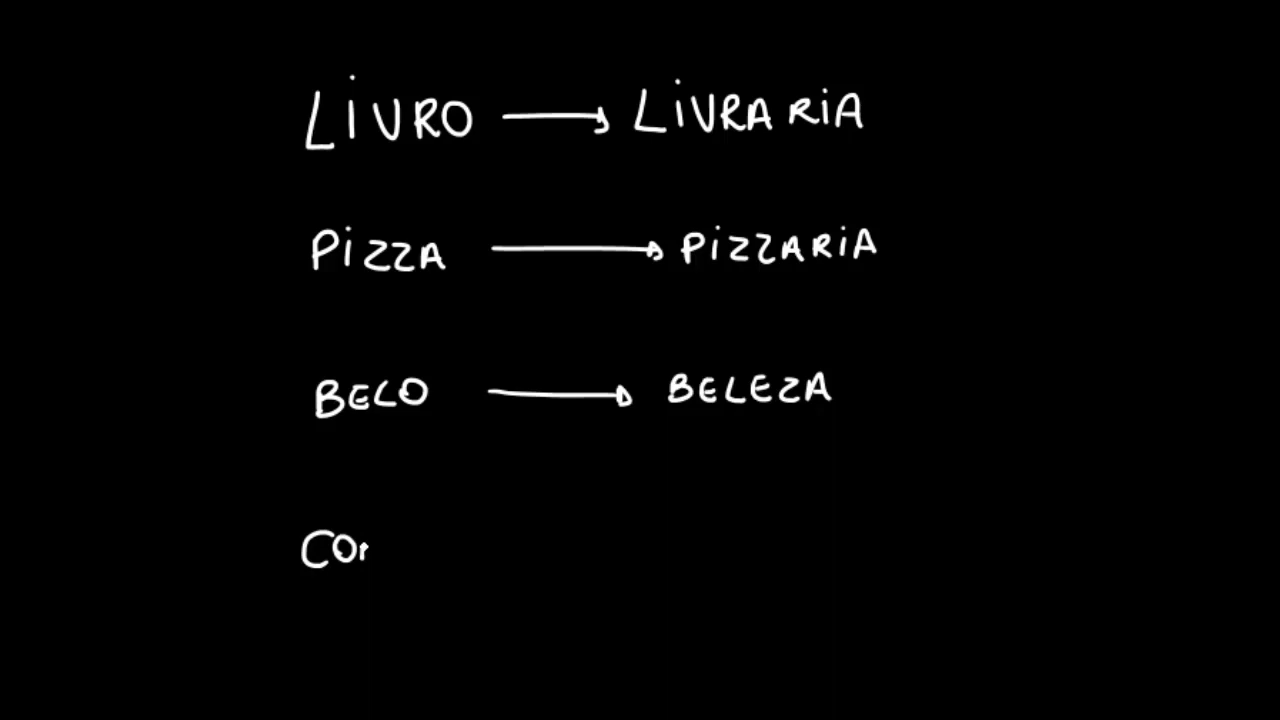 LiVRO → LiVRARiA
PiZZA → PiZZARiA
BELO → BELEZA
CO